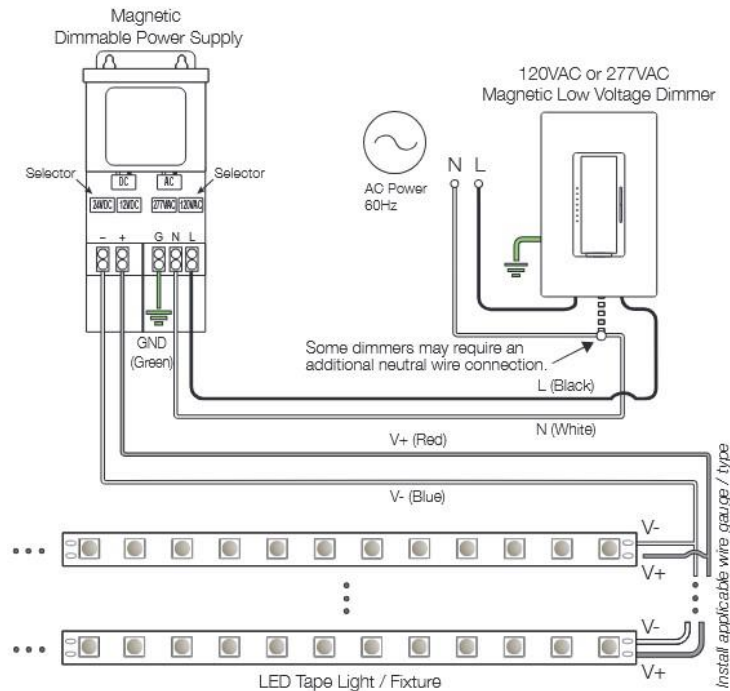 Magnetic
Dimmable Power Supply
120VAC or 277VAC
Magnetic Low Voltage Dimmer
Selector
Selector
DC
AC
24VDC
12VDC
277VAC
120VAC
N
L
AC Power
60Hz
−
+
G
N
L
GND
(Green)
Some dimmers may require an
additional neutral wire connection.
L (Black)
N (White)
V+ (Red)
V- (Blue)
V-
V+
V-
V+
LED Tape Light / Fixture
Install applicable wire gauge / type